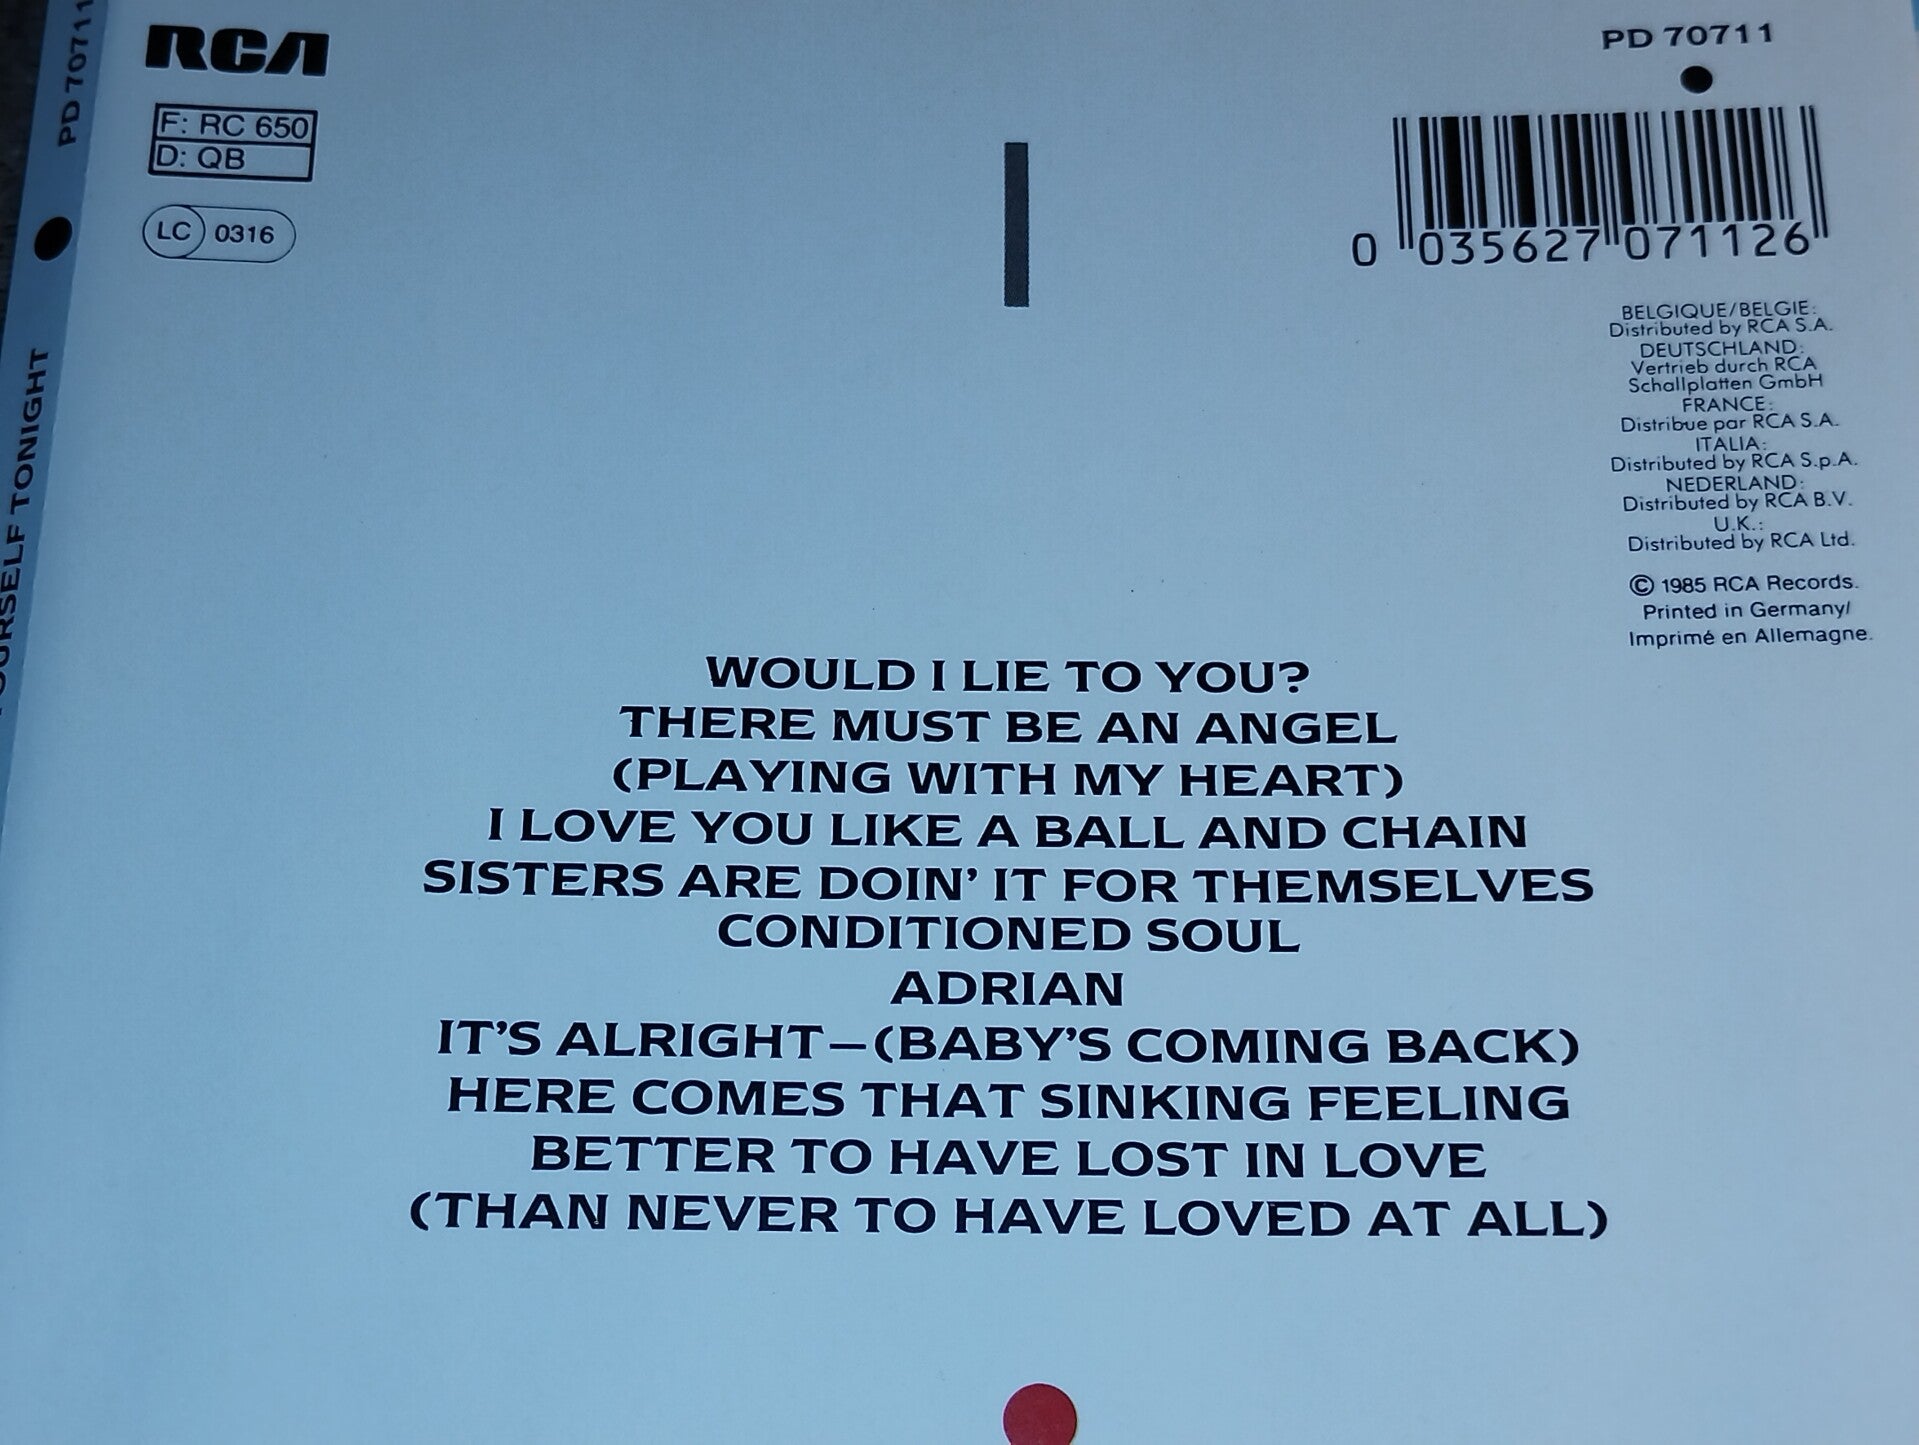 RCA
F: RC 650
D: QB
LC 0316
PD 70711
0 035627 071126
BELGIQUE/BELGIE:
Distributed by RCA S.A.
DEUTSCHLAND:
Vertrieb durch RCA
Schallplatten GmbH
FRANCE:
Distribue par RCA S.A.
ITALIA:
Distributed by RCA S.p.A.
NEDERLAND:
Distributed by RCA B.V.
U.K.:
Distributed by RCA Ltd.
© 1985 RCA Records.
Printed in Germany/
Imprimé en Allemagne.
WOULD I LIE TO YOU?
THERE MUST BE AN ANGEL
(PLAYING WITH MY HEART)
I LOVE YOU LIKE A BALL AND CHAIN
SISTERS ARE DOIN' IT FOR THEMSELVES
CONDITIONED SOUL
ADRIAN
IT'S ALRIGHT—(BABY'S COMING BACK)
HERE COMES THAT SINKING FEELING
BETTER TO HAVE LOST IN LOVE
(THAN NEVER TO HAVE LOVED AT ALL)
YOURSELF TONIGHT
PD 70711